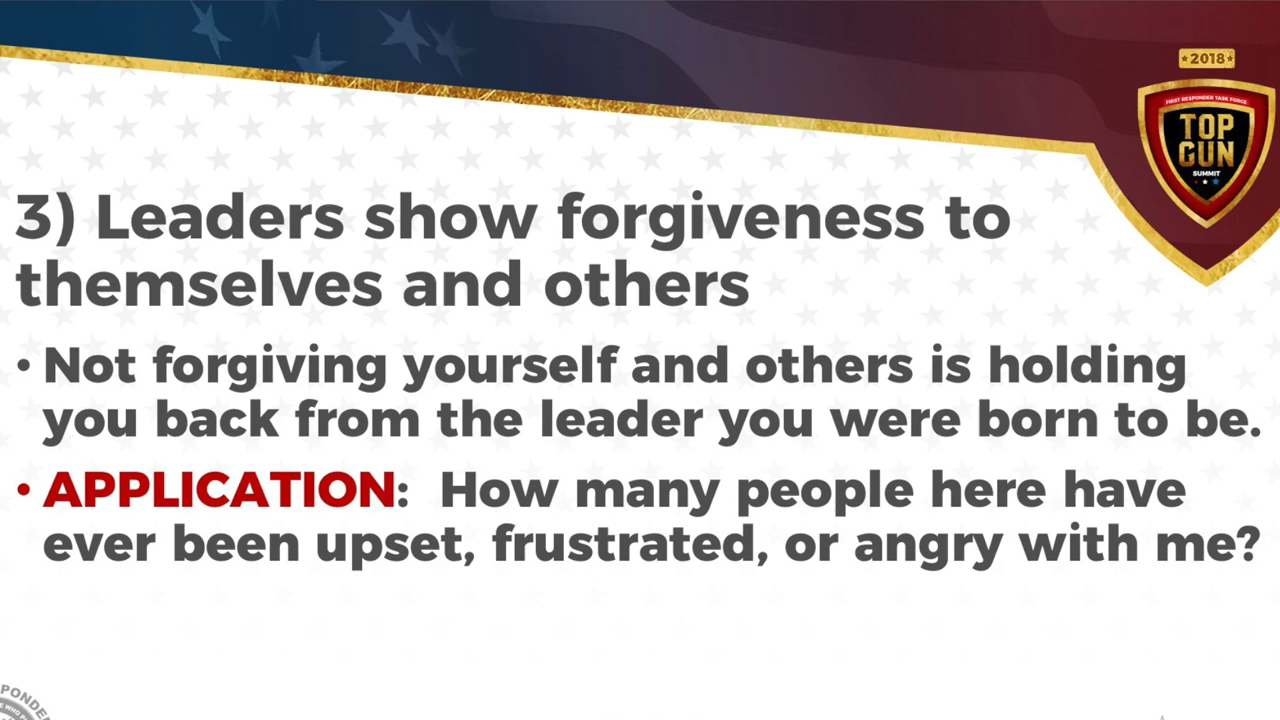 ★2018★
FIRST RESPONDER TASK FORCE
TOP
GUN
SUMMIT
3) Leaders show forgiveness to
themselves and others
• Not forgiving yourself and others is holding
you back from the leader you were born to be.
• APPLICATION:  How many people here have
ever been upset, frustrated, or angry with me?